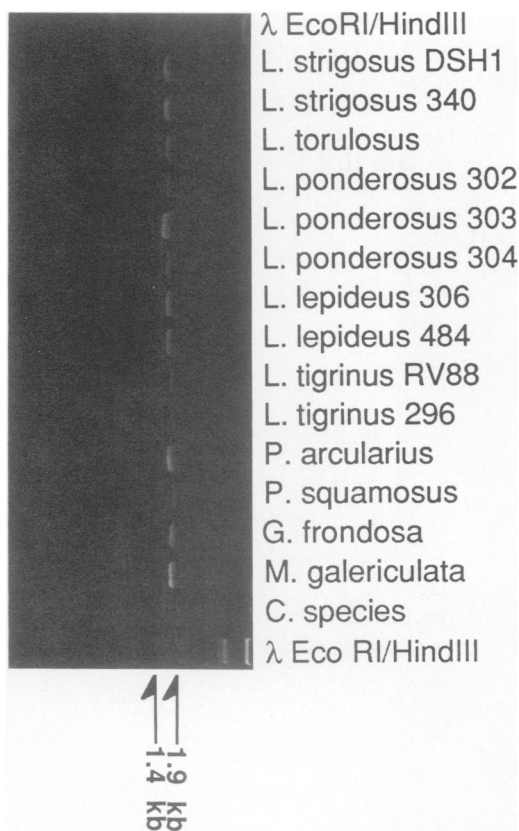 λ EcoRI/HindIII
L. strigosus DSH1
L. strigosus 340
L. torulosus
L. ponderosus 302
L. ponderosus 303
L. ponderosus 304
L. lepideus 306
L. lepideus 484
L. tigrinus RV88
L. tigrinus 296
P. arcularius
P. squamosus
G. frondosa
M. galericulata
C. species
λ Eco RI/HindIII
1.9 kb
1.4 kb